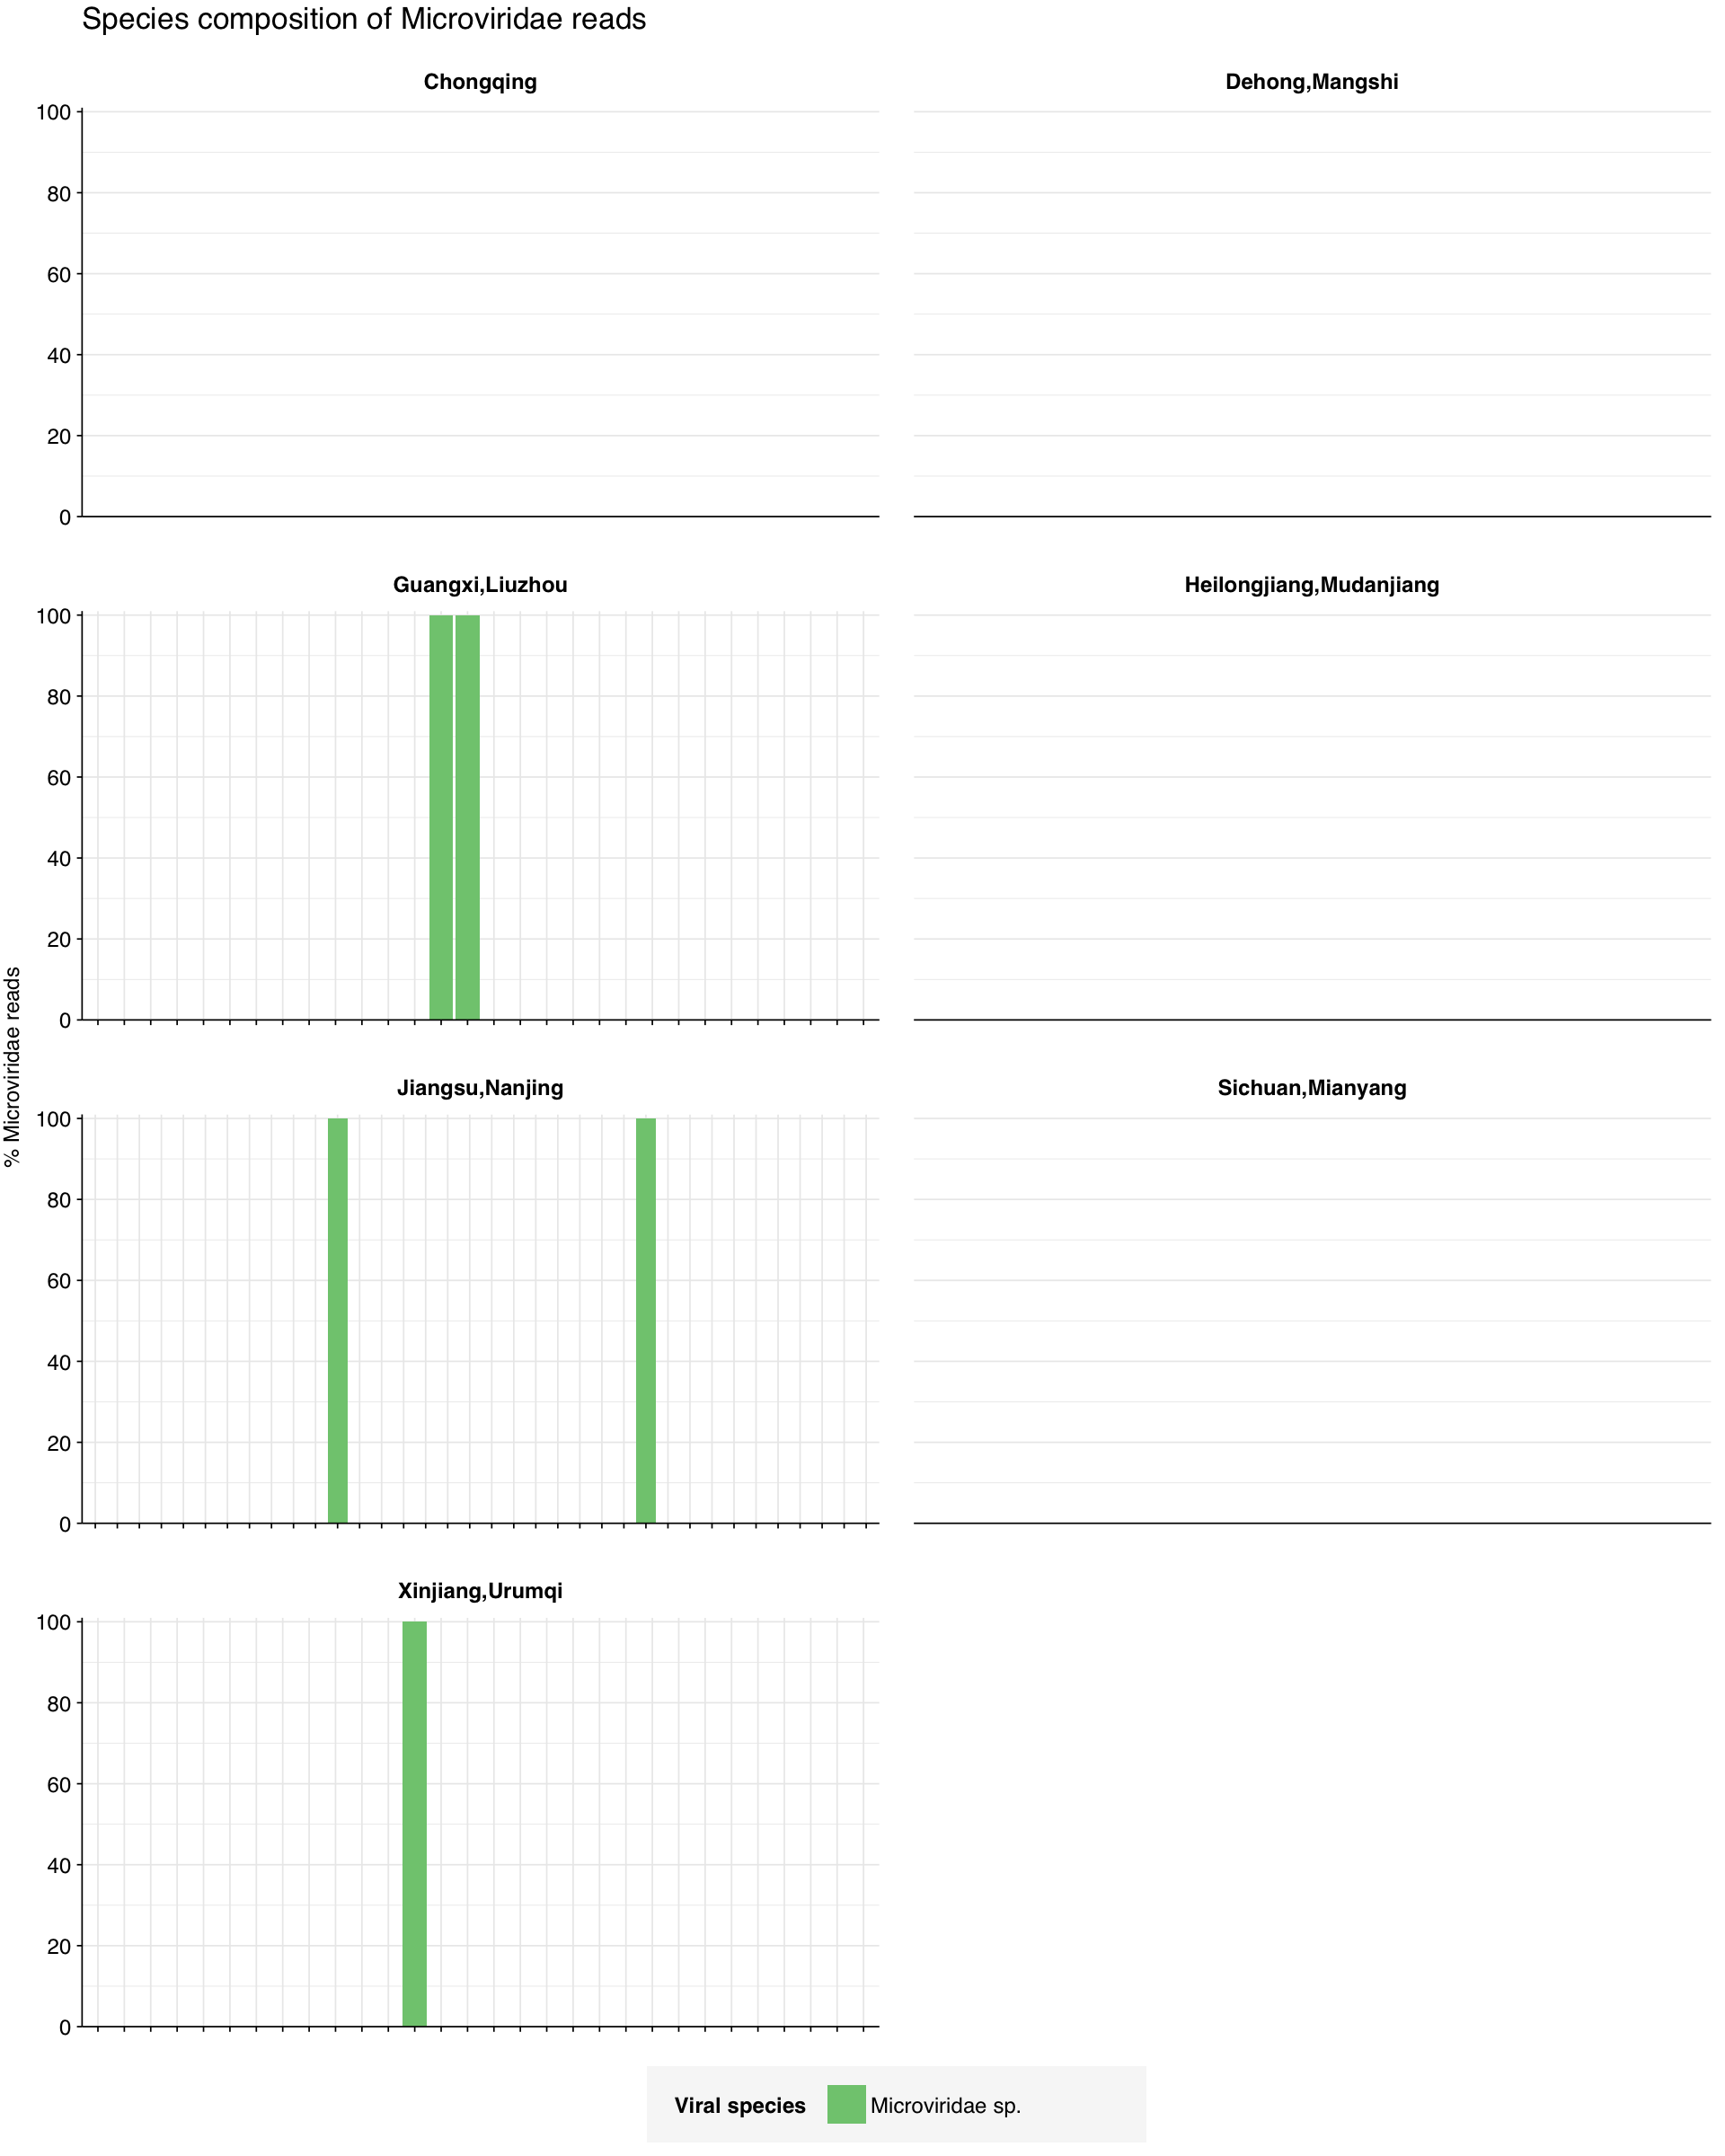 Species composition of Microviridae reads
Chongqing
Dehong,Mangshi
100
80
60
40
20
0
Guangxi,Liuzhou
Heilongjiang,Mudanjiang
100
80
60
40
20
0
% Microviridae reads
Jiangsu,Nanjing
Sichuan,Mianyang
100
80
60
40
20
0
Xinjiang,Urumqi
100
80
60
40
20
0
Viral species Microviridae sp.